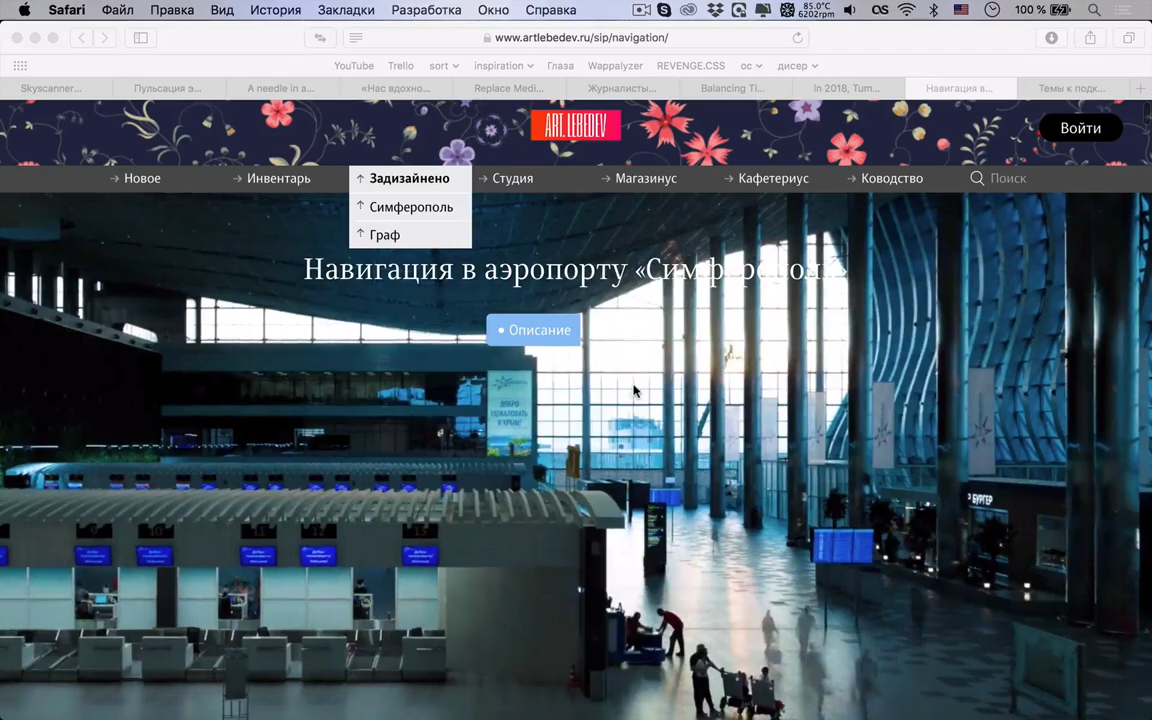 Safari Файл Правка Вид История Закладки Разработка Окно Справка 85.0°C 6202rpm 100 %
www.artlebedev.ru/sip/navigation/
YouTube Trello sort inspiration Глаза Wappalyzer REVENGE.CSS ос дисер
Skyscanner... Пульсация э... A needle in a... «Нас вдохно... Replace Medi... Журналисты... Balancing Ti... In 2018, Tum... Навигация в... Темы к подк...
ART. LEBEDEV
Войти
→ Новое → Инвентарь ↑ Задизайнено → Студия → Магазинус → Кафетериус → Ководство Поиск
↑ Симферополь
↑ Граф
Навигация в аэропорту «Симферополь»
• Описание
ДОБРО
ПОЖАЛОВАТЬ
В КРЫМ!
БУРГЕР